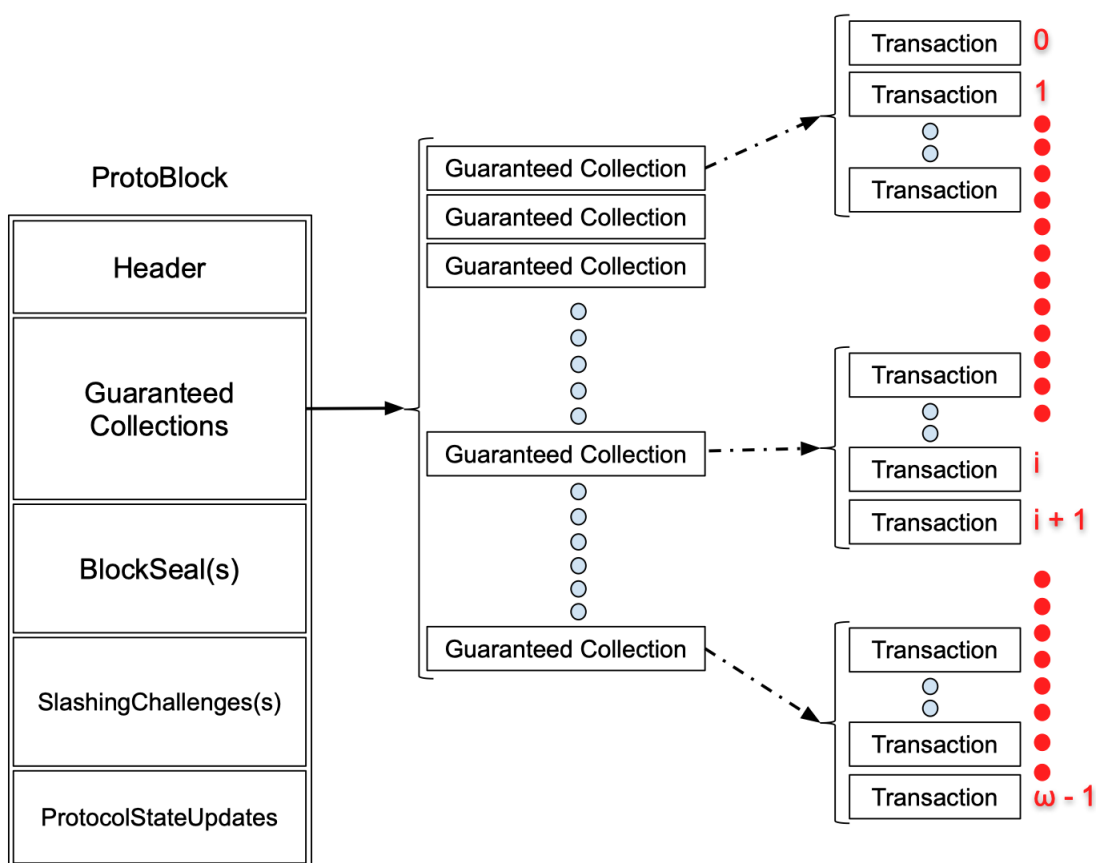 ProtoBlock
Header
Guaranteed
Collections
BlockSeal(s)
SlashingChallenges(s)
ProtocolStateUpdates
Guaranteed Collection
Guaranteed Collection
Guaranteed Collection
Guaranteed Collection
Guaranteed Collection
Transaction 0
Transaction 1
Transaction
Transaction
Transaction i
Transaction i + 1
Transaction
Transaction
Transaction ω - 1